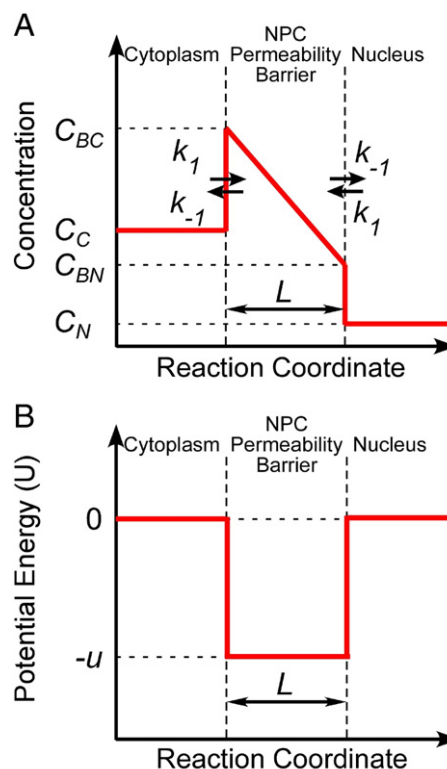 A
NPC
Cytoplasm Permeability Nucleus
Barrier
Concentration
C_BC
k_1
k_-1
k_-1
k_1
C_C
C_BN
L
C_N
Reaction Coordinate
B
NPC
Cytoplasm Permeability Nucleus
Barrier
Potential Energy (U)
0
-u
L
Reaction Coordinate